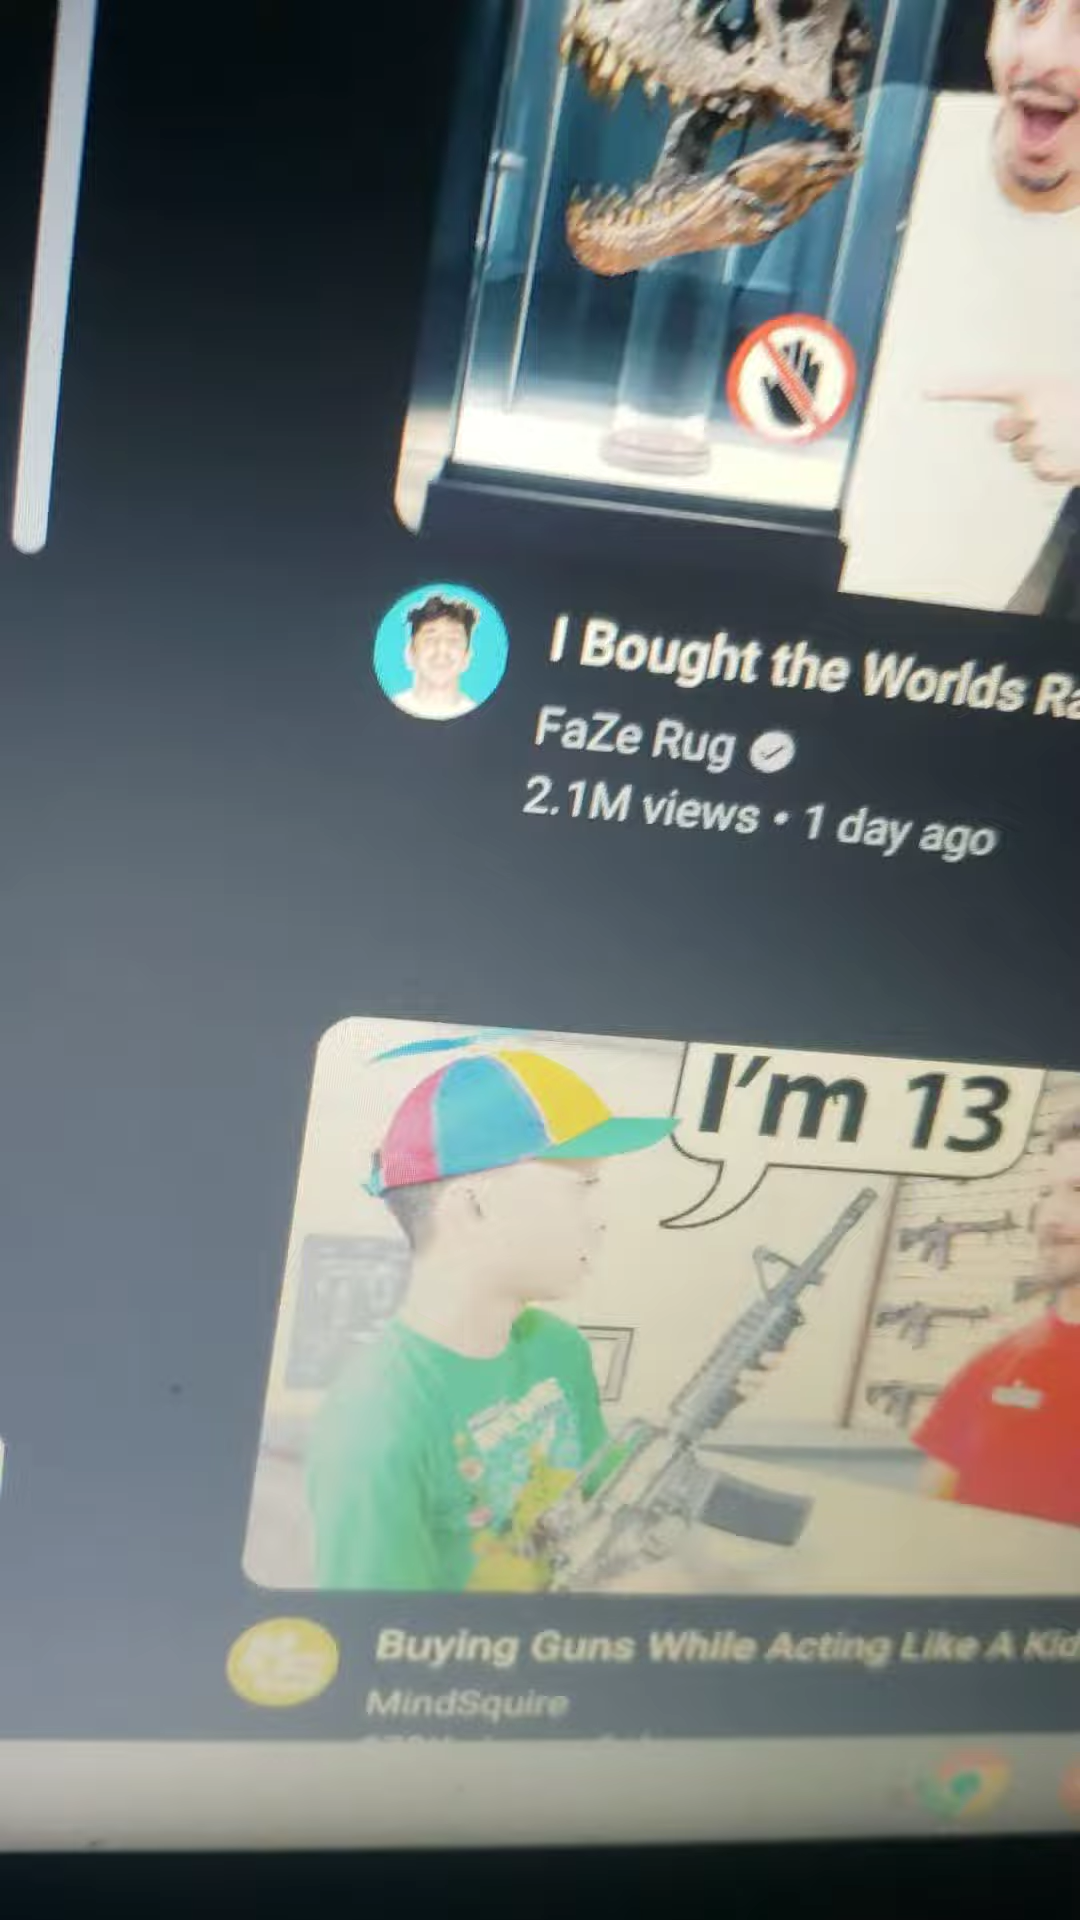 I Bought the Worlds
FaZe Rug
2.1M views • 1 day ago
I'm 13
Buying Guns While Acting Like A Kid
MindSquire